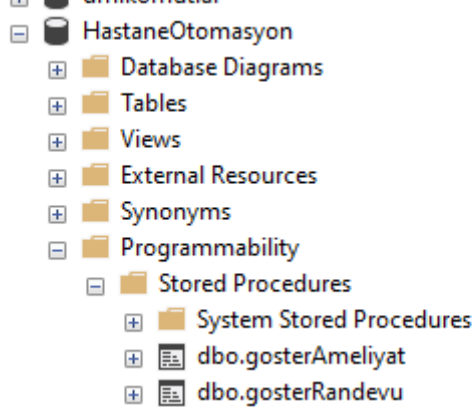 HastaneOtomasyon
Database Diagrams
Tables
Views
External Resources
Synonyms
Programmability
Stored Procedures
System Stored Procedures
dbo.gosterAmeliyat
dbo.gosterRandevu